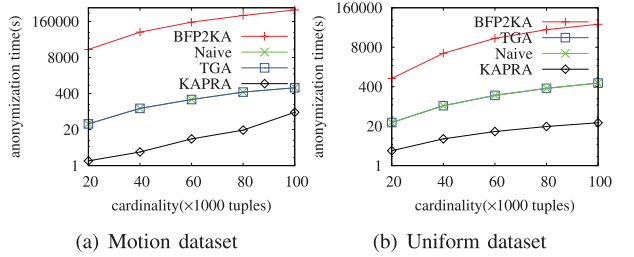 anonymization time(s)
160000
400
20
1
BFP2KA
Naive
TGA
KAPRA
20 40 60 80 100
cardinality(×1000 tuples)
(a) Motion dataset
anonymization time(s)
160000
8000
400
20
1
BFP2KA
TGA
Naive
KAPRA
20 40 60 80 100
cardinality(×1000 tuples)
(b) Uniform dataset